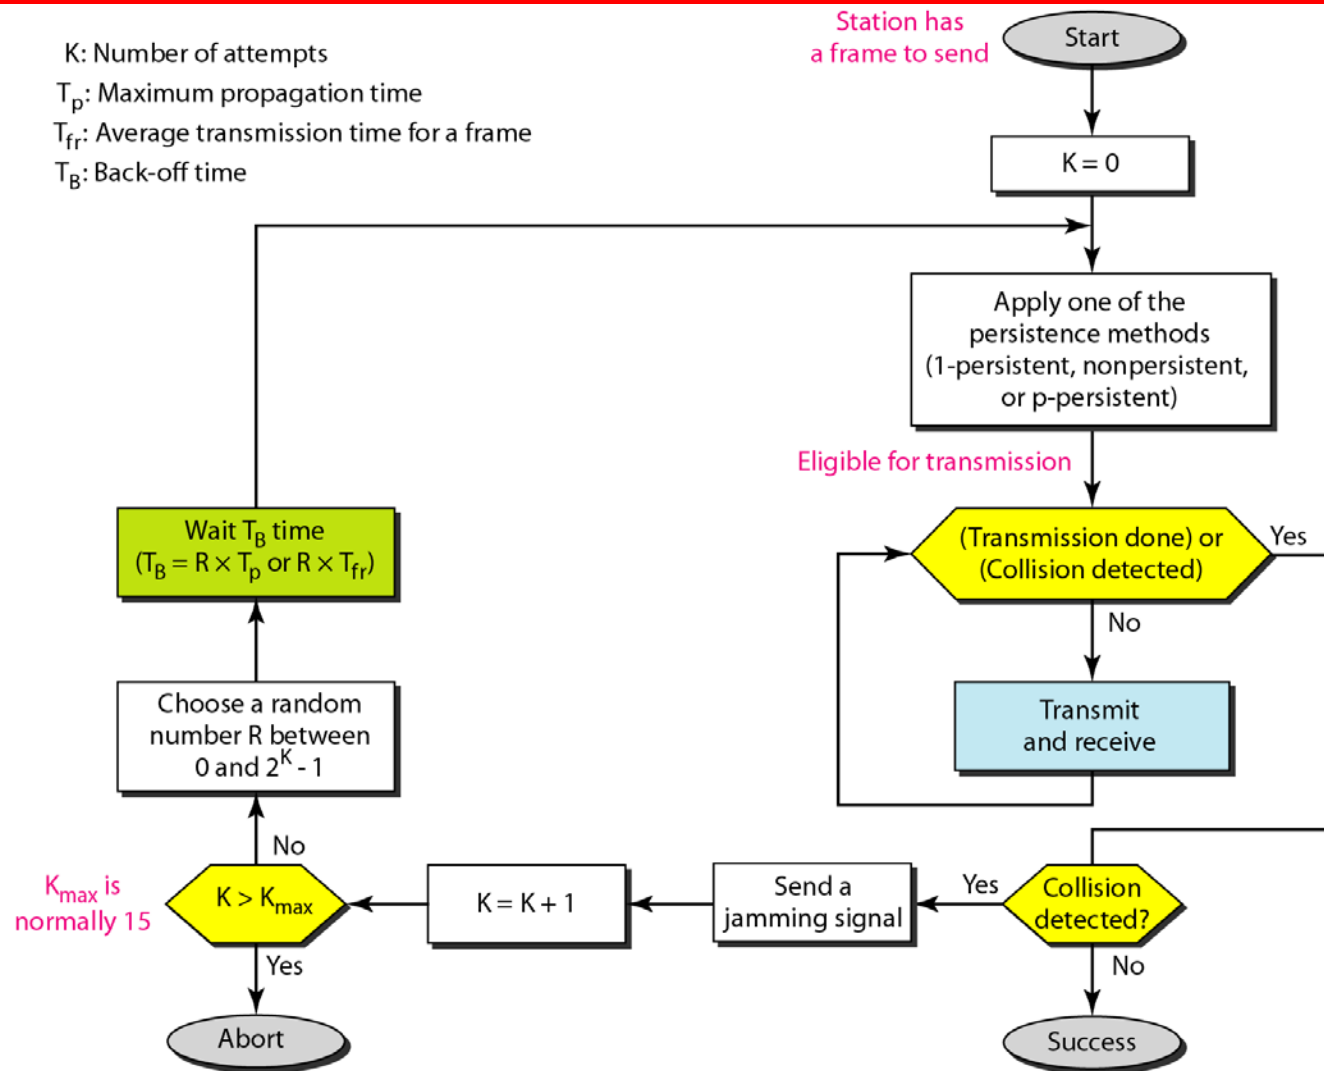 K: Number of attempts
Tp: Maximum propagation time
Tfr: Average transmission time for a frame
TB: Back-off time
Station has
a frame to send
Start
K = 0
Apply one of the
persistence methods
(1-persistent, nonpersistent,
or p-persistent)
Eligible for transmission
(Transmission done) or
(Collision detected)
Yes
No
Transmit
and receive
Wait TB time
(TB = R × Tp or R × Tfr)
Choose a random
number R between
0 and 2^K - 1
No
Kmax is
normally 15
K > Kmax
K = K + 1
Send a
jamming signal
Yes
Collision
detected?
Yes
No
Abort
Success